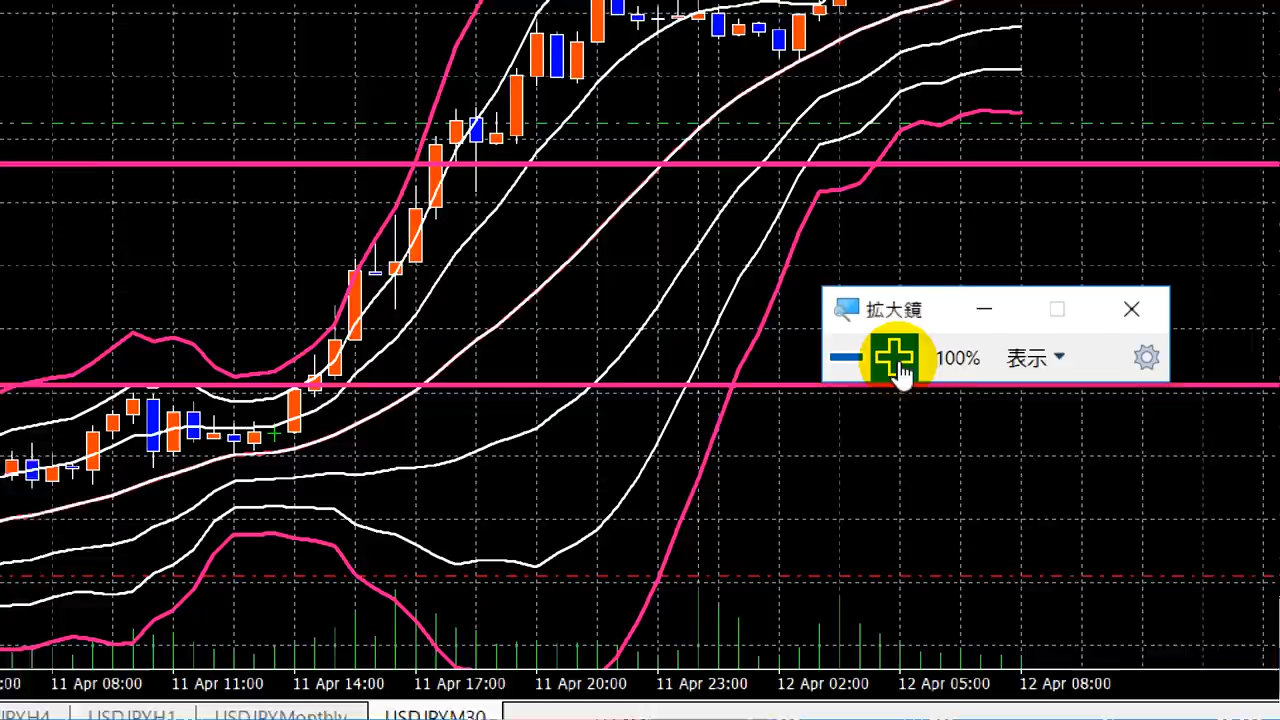 拡大鏡
100% 表示
:00 11 Apr 08:00 11 Apr 11:00 11 Apr 14:00 11 Apr 17:00 11 Apr 20:00 11 Apr 23:00 12 Apr 02:00 12 Apr 05:00 12 Apr 08:00
USDJPYH1 USDJPYMonthly USDJPYM30